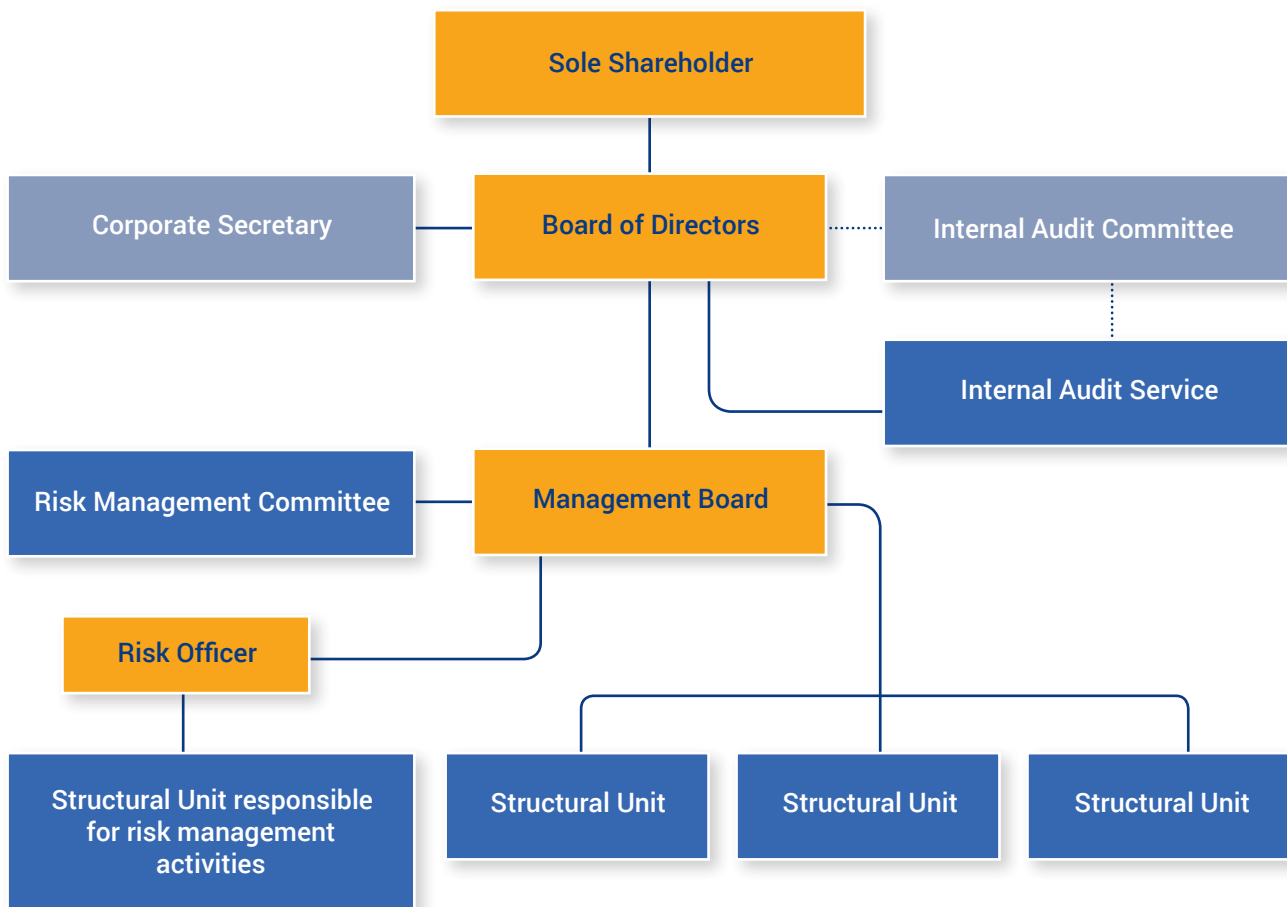 Sole Shareholder
Corporate Secretary
Board of Directors
Internal Audit Committee
Internal Audit Service
Risk Management Committee
Management Board
Risk Officer
Structural Unit responsible
for risk management
activities
Structural Unit
Structural Unit
Structural Unit